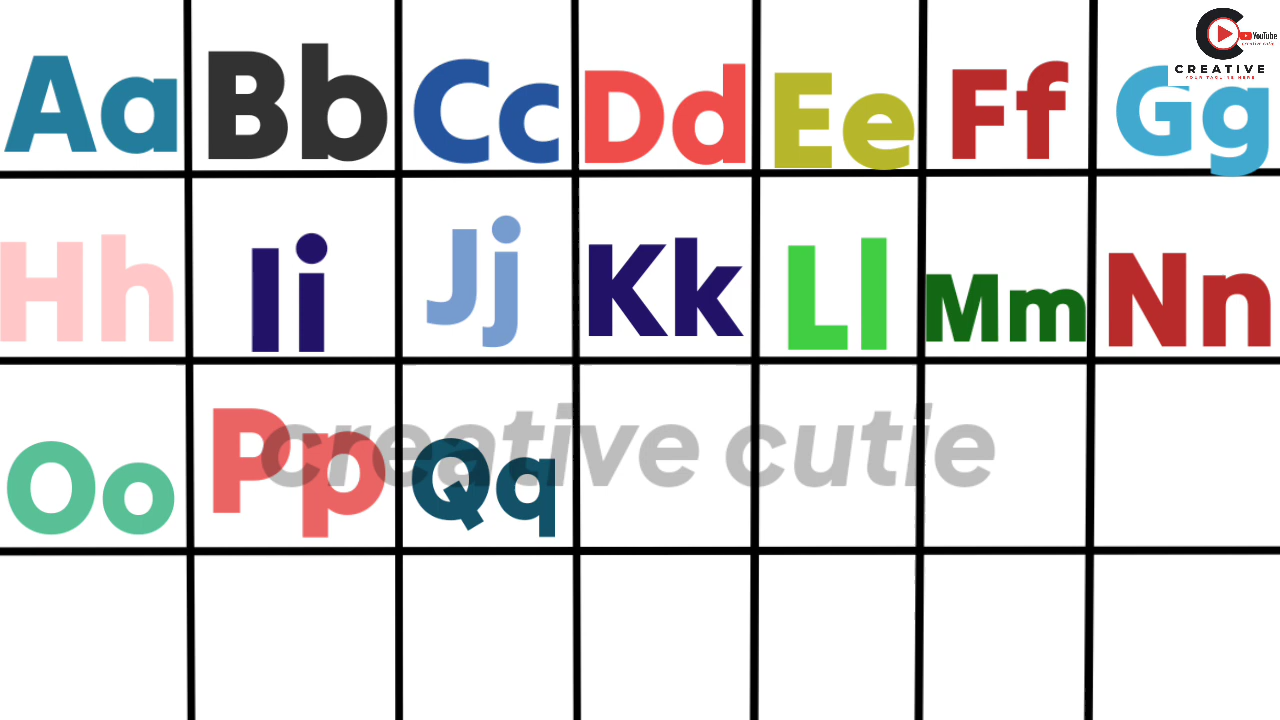 YouTube
CREATIVE
Aa Bb Cc Dd Ee Ff Gg
Hh Ii Jj Kk Ll Mm Nn
Oo Pp Qq
creative cutie